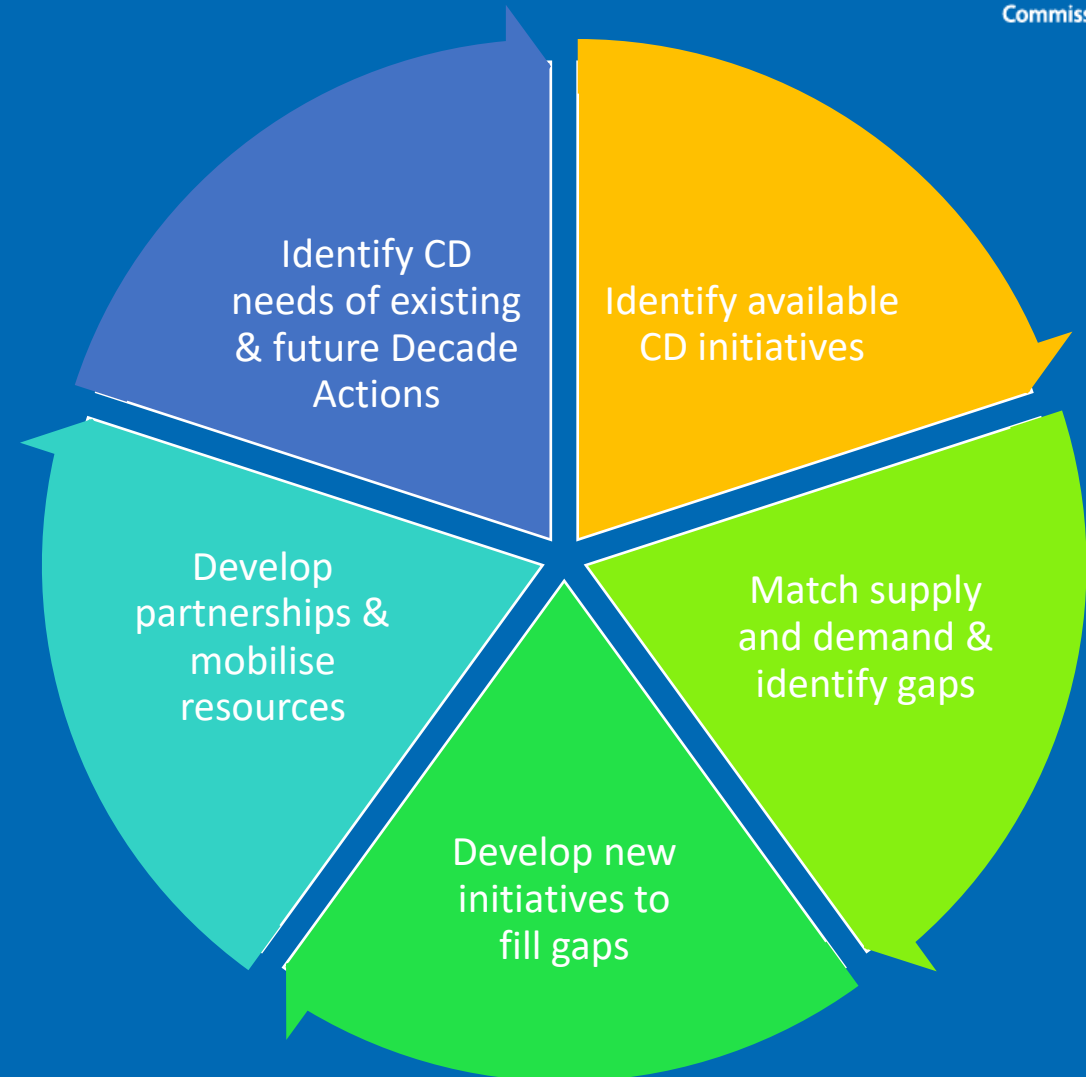 Commiss
Identify CD
needs of existing
& future Decade
Actions
Identify available
CD initiatives
Develop
partnerships &
mobilise
resources
Match supply
and demand &
identify gaps
Develop new
initiatives to
fill gaps